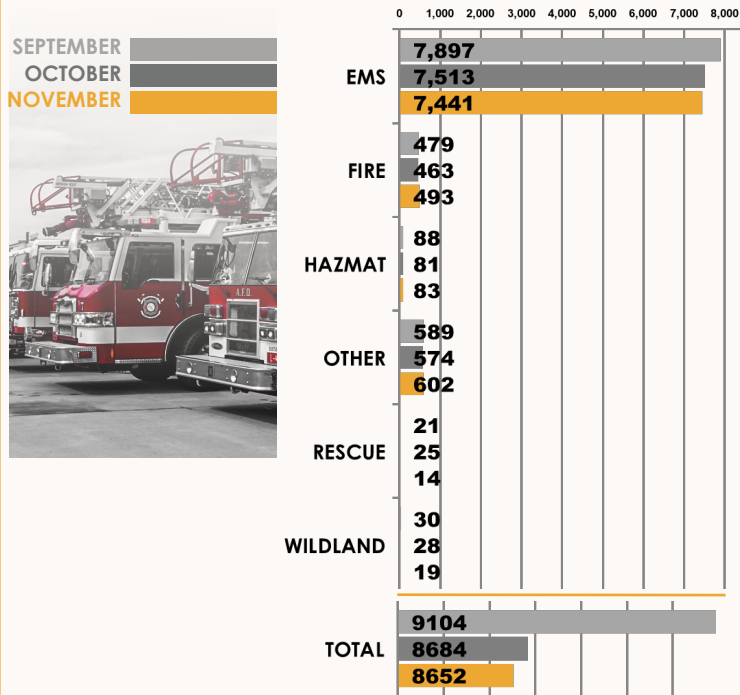 0 1,000 2,000 3,000 4,000 5,000 6,000 7,000 8,000
SEPTEMBER
OCTOBER
NOVEMBER
EMS
7,897
7,513
7,441
FIRE
479
463
493
HAZMAT
88
81
83
A.F.D.
OTHER
589
574
602
RESCUE
21
25
14
WILDLAND
30
28
19
TOTAL
9104
8684
8652